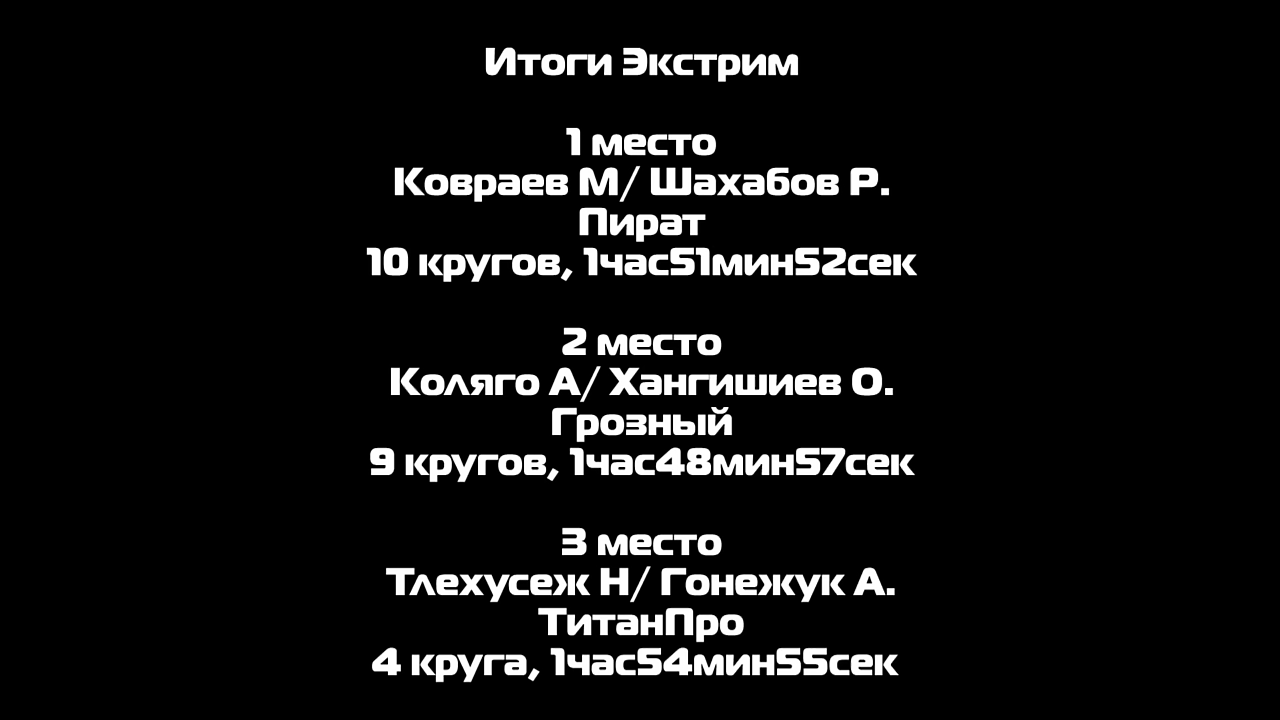 Итоги Экстрим
1 место
Ковраев М/ Шахабов Р.
Пират
10 кругов, 1час51мин52сек
2 место
Коляго А/ Хангишиев О.
Грозный
9 кругов, 1час48мин57сек
3 место
Тлехусеж Н/ Гонежук А.
ТитанПро
4 круга, 1час54мин55сек